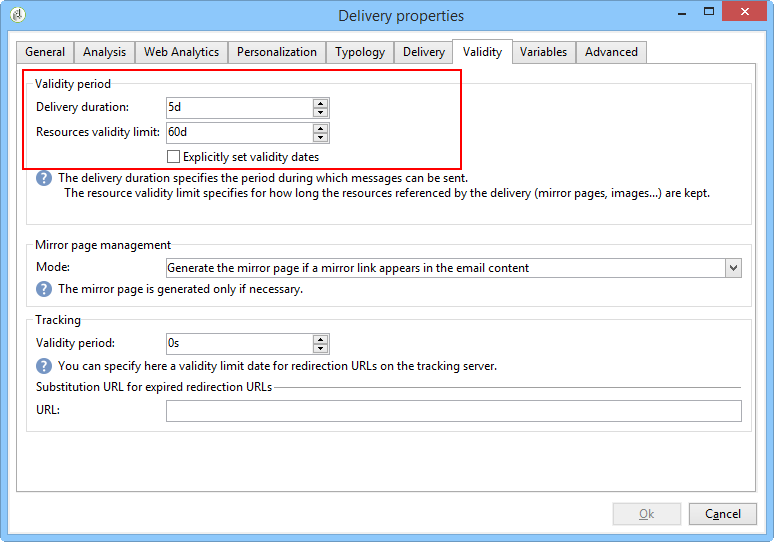 Delivery properties
General Analysis Web Analytics Personalization Typology Delivery Validity Variables Advanced
Validity period
Delivery duration: 5d
Resources validity limit: 60d
Explicitly set validity dates
The delivery duration specifies the period during which messages can be sent.
The resource validity limit specifies for how long the resources referenced by the delivery (mirror pages, images...) are kept.
Mirror page management
Mode: Generate the mirror page if a mirror link appears in the email content
The mirror page is generated only if necessary.
Tracking
Validity period: 0s
You can specify here a validity limit date for redirection URLs on the tracking server.
Substitution URL for expired redirection URLs
URL:
Ok Cancel